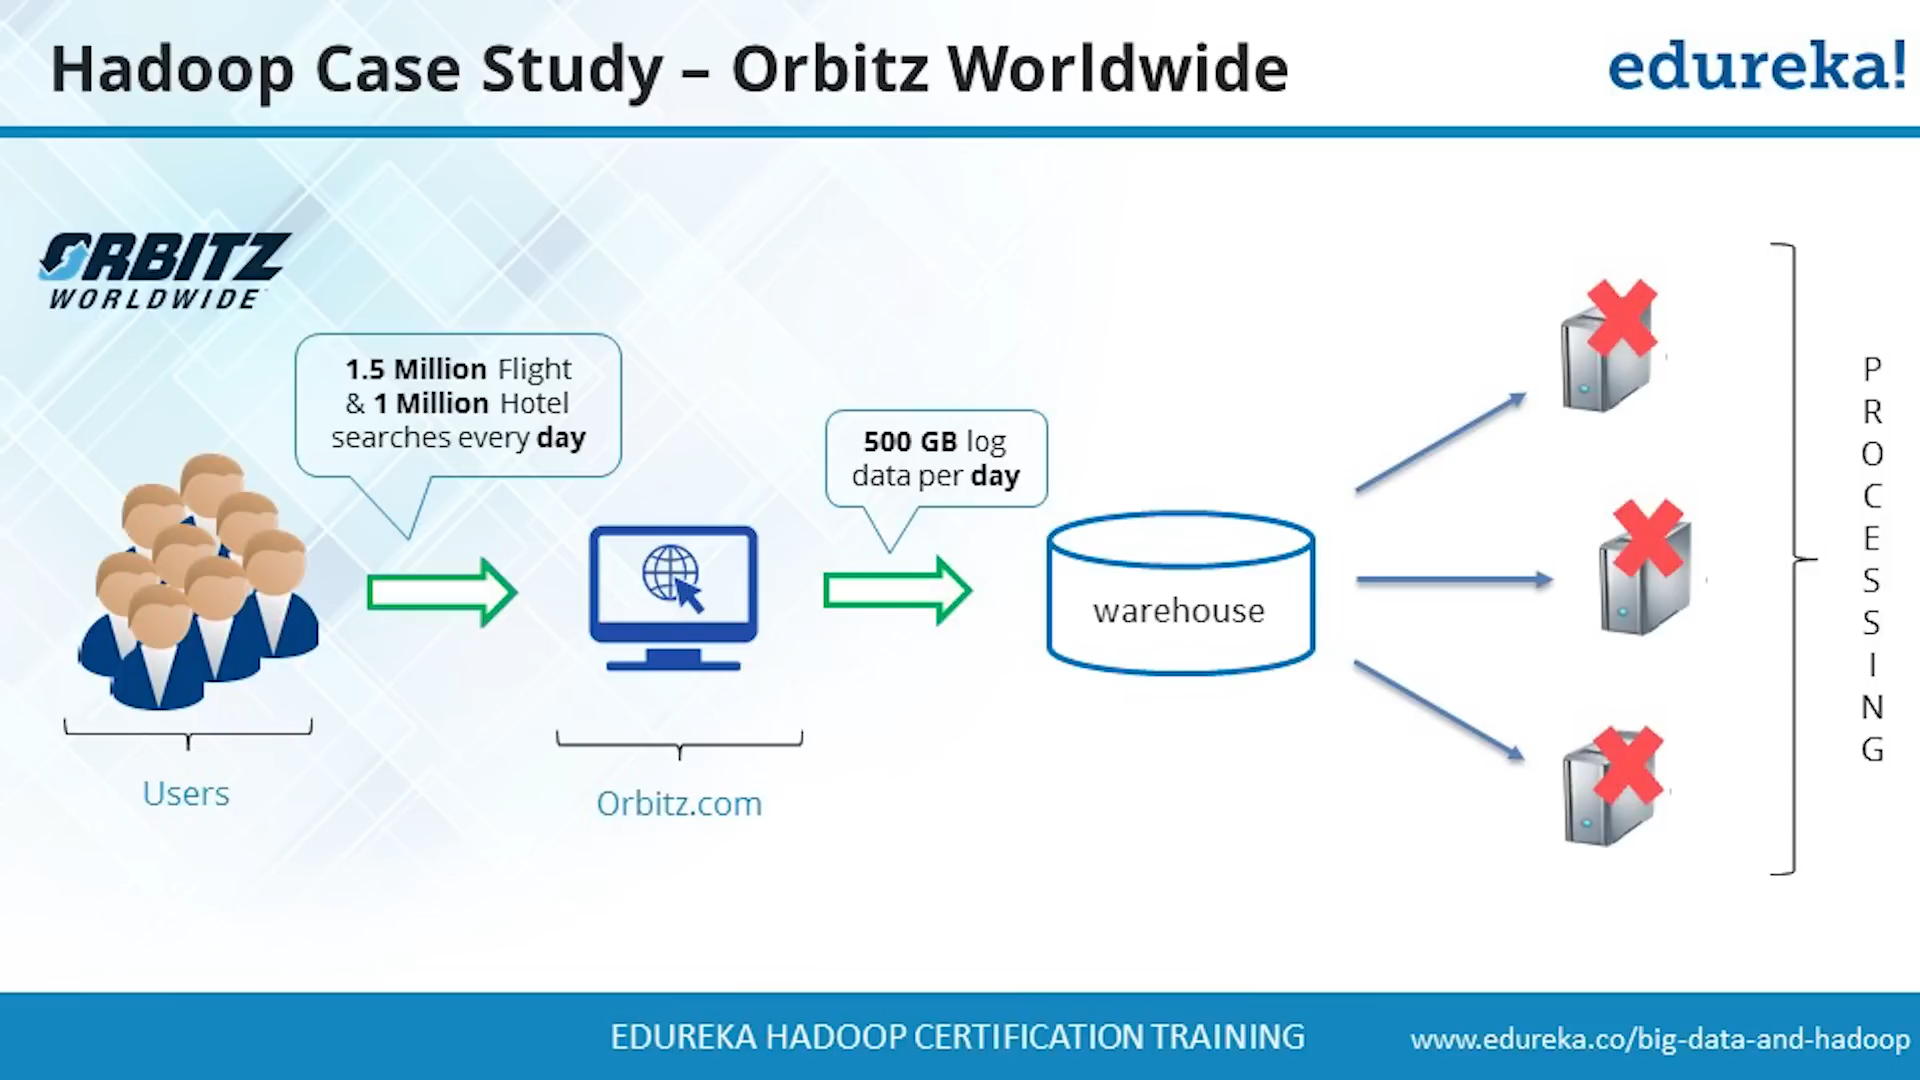 Hadoop Case Study – Orbitz Worldwide
edureka!
ORBITZ
WORLDWIDE
1.5 Million Flight
& 1 Million Hotel
searches every day
500 GB log
data per day
warehouse
Users
Orbitz.com
PROCESSING
EDUREKA HADOOP CERTIFICATION TRAINING
www.edureka.co/big-data-and-hadoop